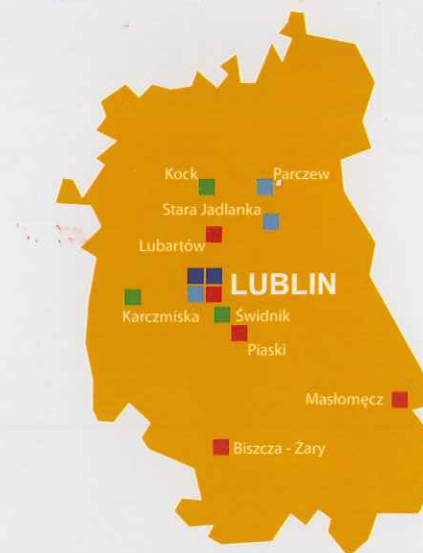 Kock
Parczew
Stara Jadlanka
Lubartów
LUBLIN
Karczmiska
Świdnik
Piaski
Masłomęcz
Biszcza - Żary